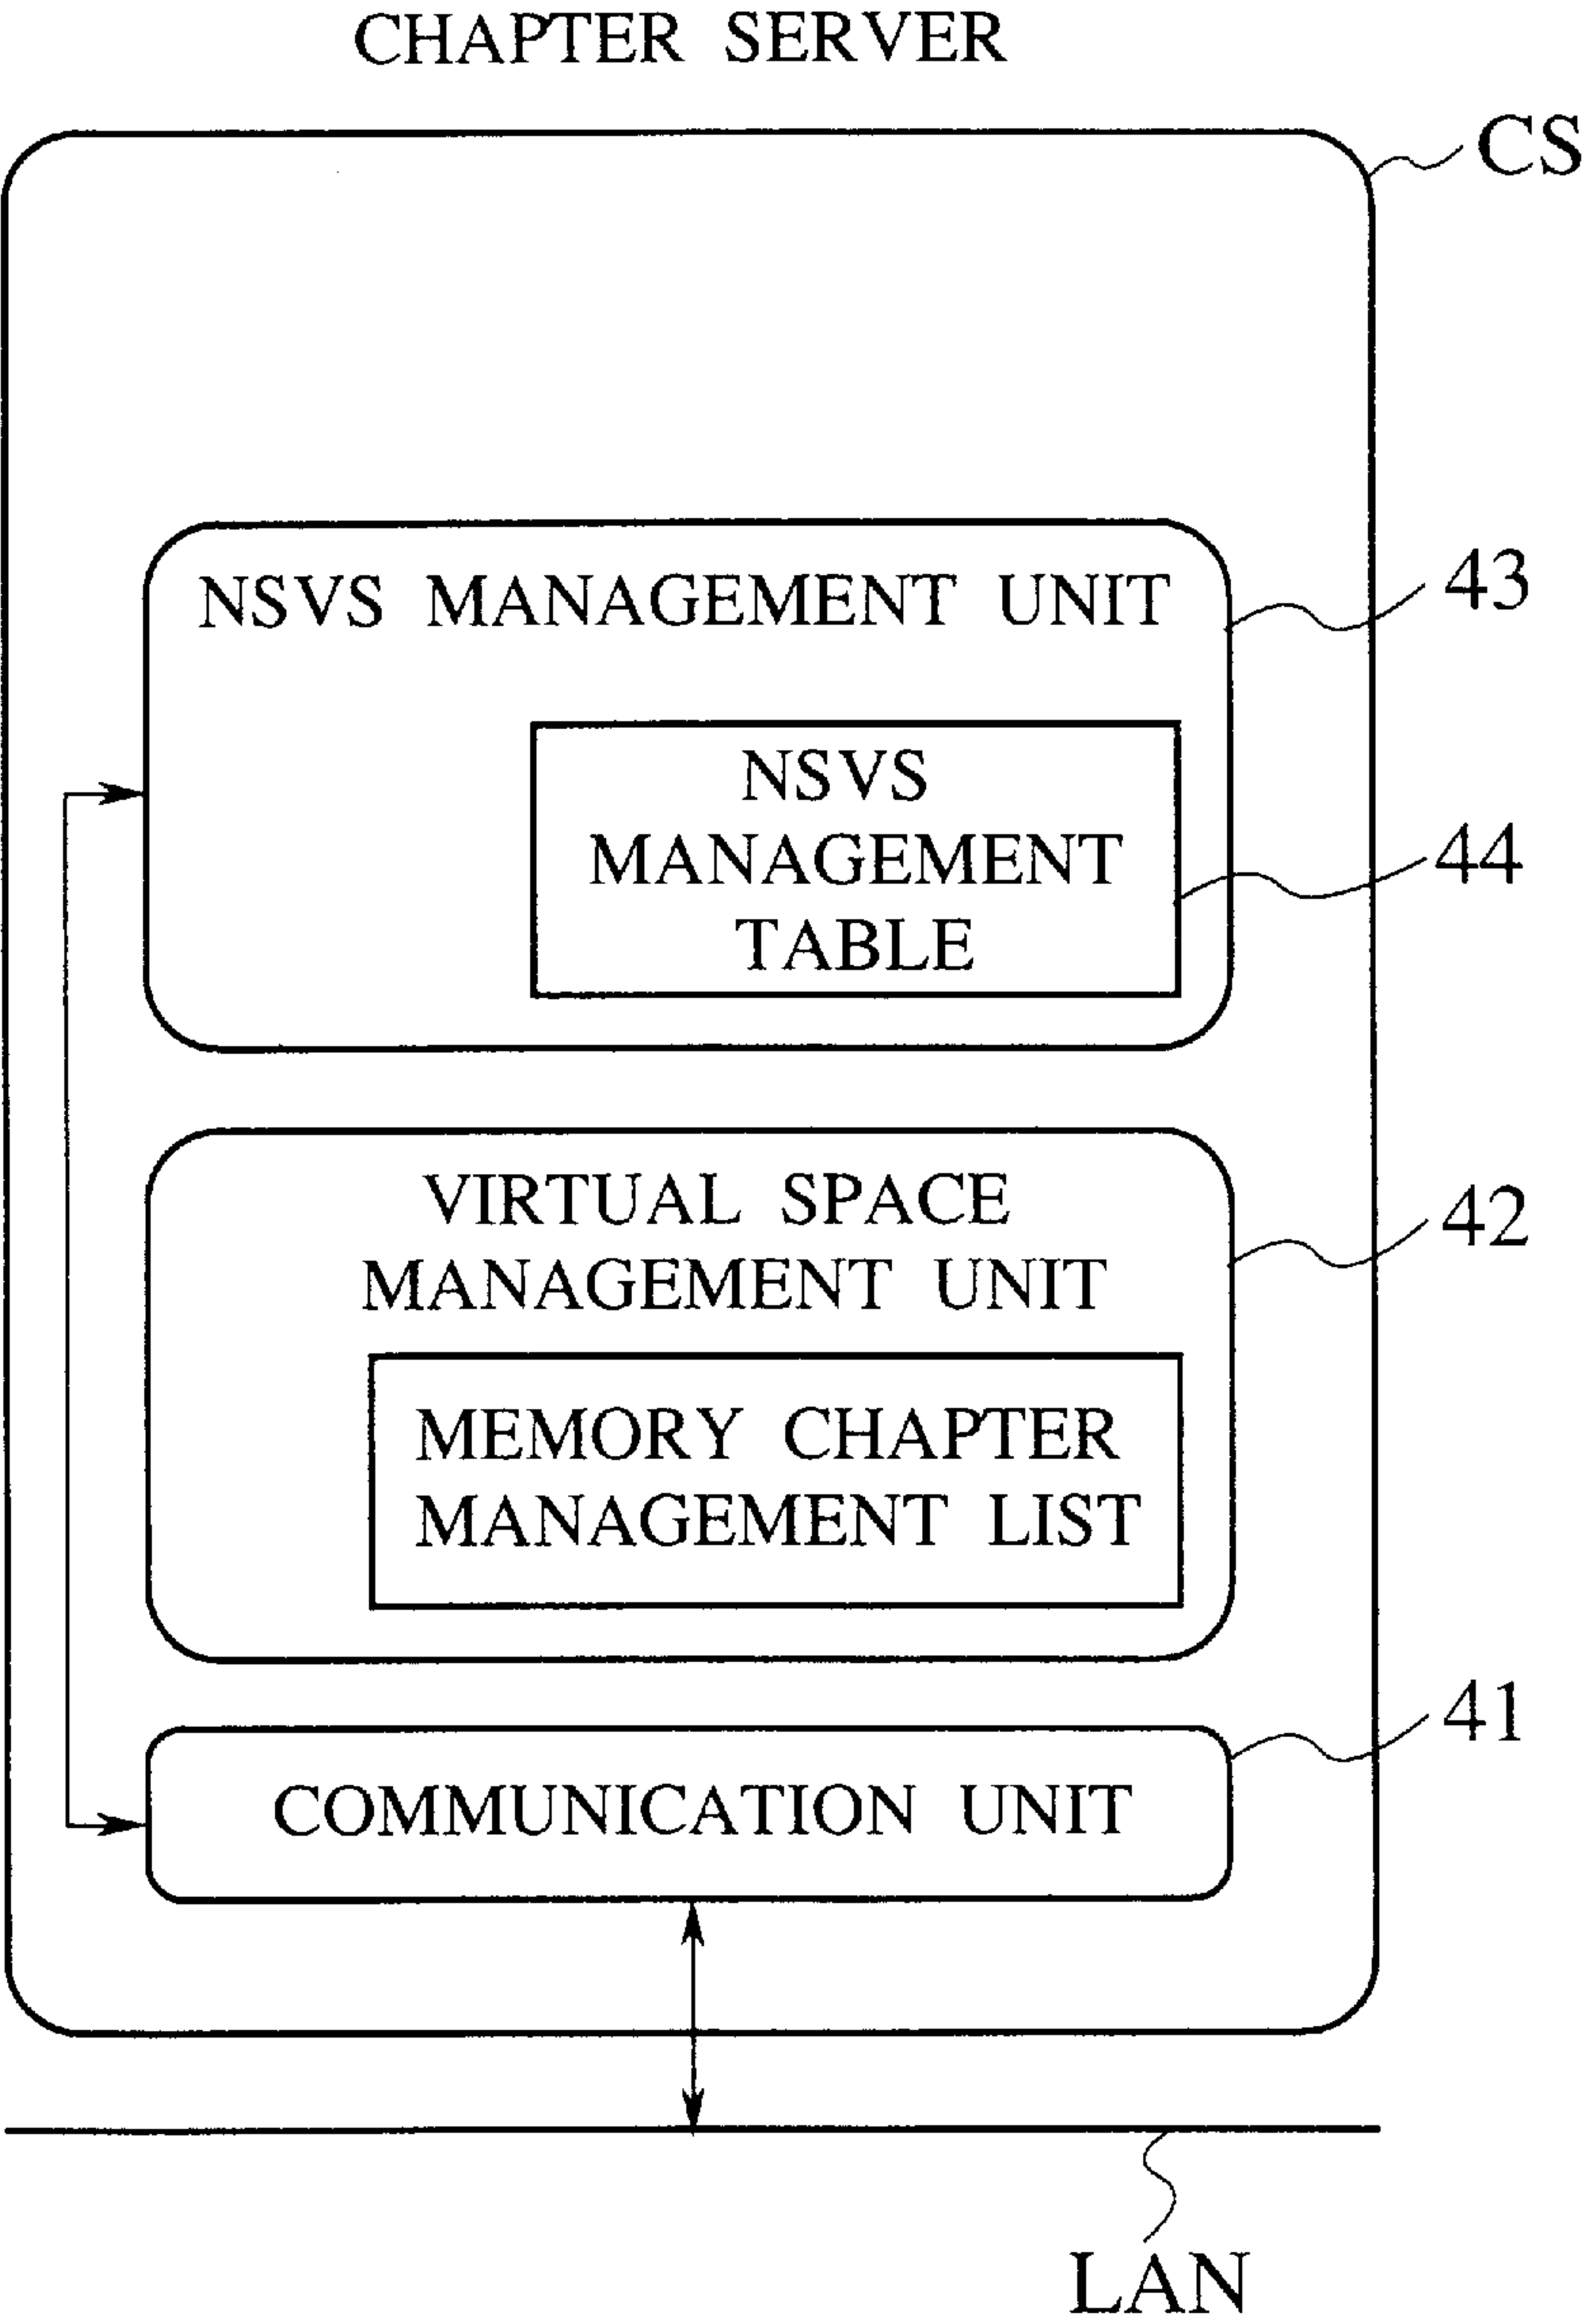 CHAPTER SERVER
CS
NSVS MANAGEMENT UNIT
43
NSVS
MANAGEMENT
TABLE
44
VIRTUAL SPACE
MANAGEMENT UNIT
42
MEMORY CHAPTER
MANAGEMENT LIST
41
COMMUNICATION UNIT
LAN